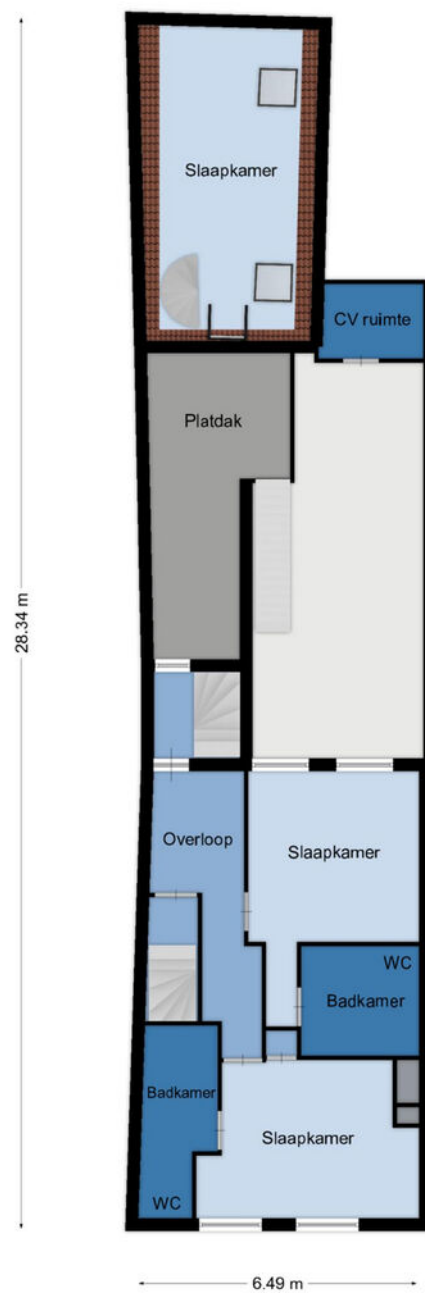 Slaapkamer
CV ruimte
Platdak
28.34 m
Overloop
Slaapkamer
WC
Badkamer
Badkamer
Slaapkamer
WC
6.49 m